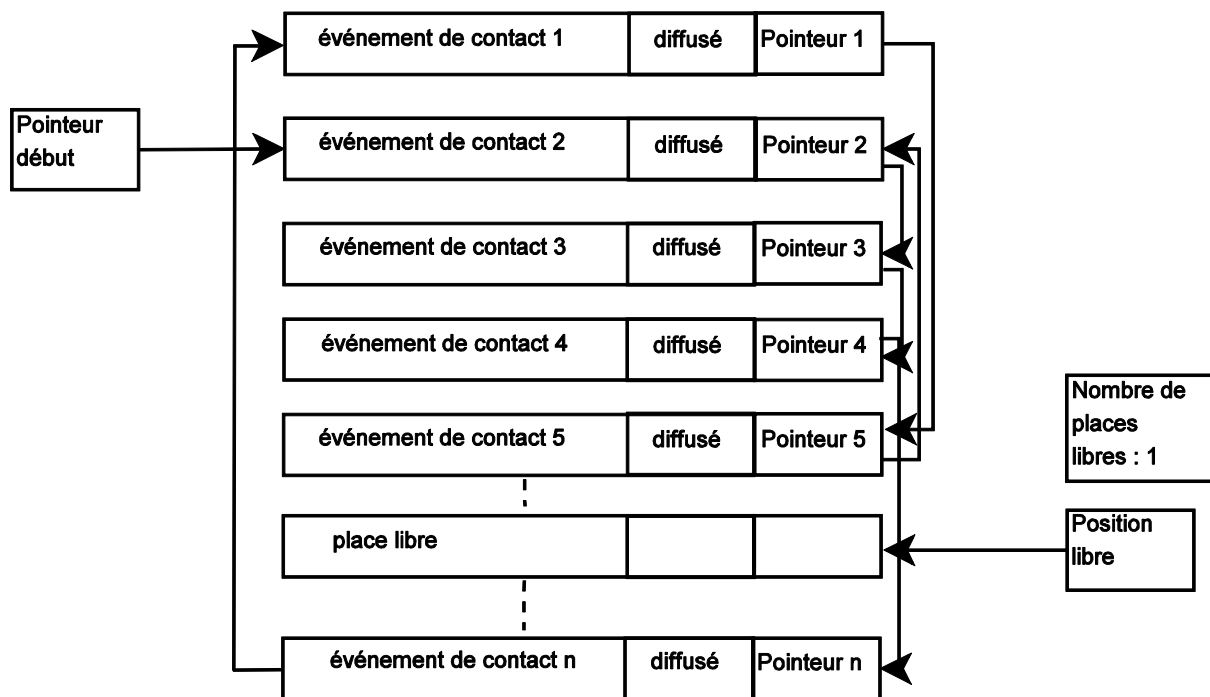 événement de contact 1 diffusé Pointeur 1
Pointeur
début
événement de contact 2 diffusé Pointeur 2
événement de contact 3 diffusé Pointeur 3
événement de contact 4 diffusé Pointeur 4
événement de contact 5 diffusé Pointeur 5
Nombre de
places
libres : 1
place libre
Position
libre
événement de contact n diffusé Pointeur n